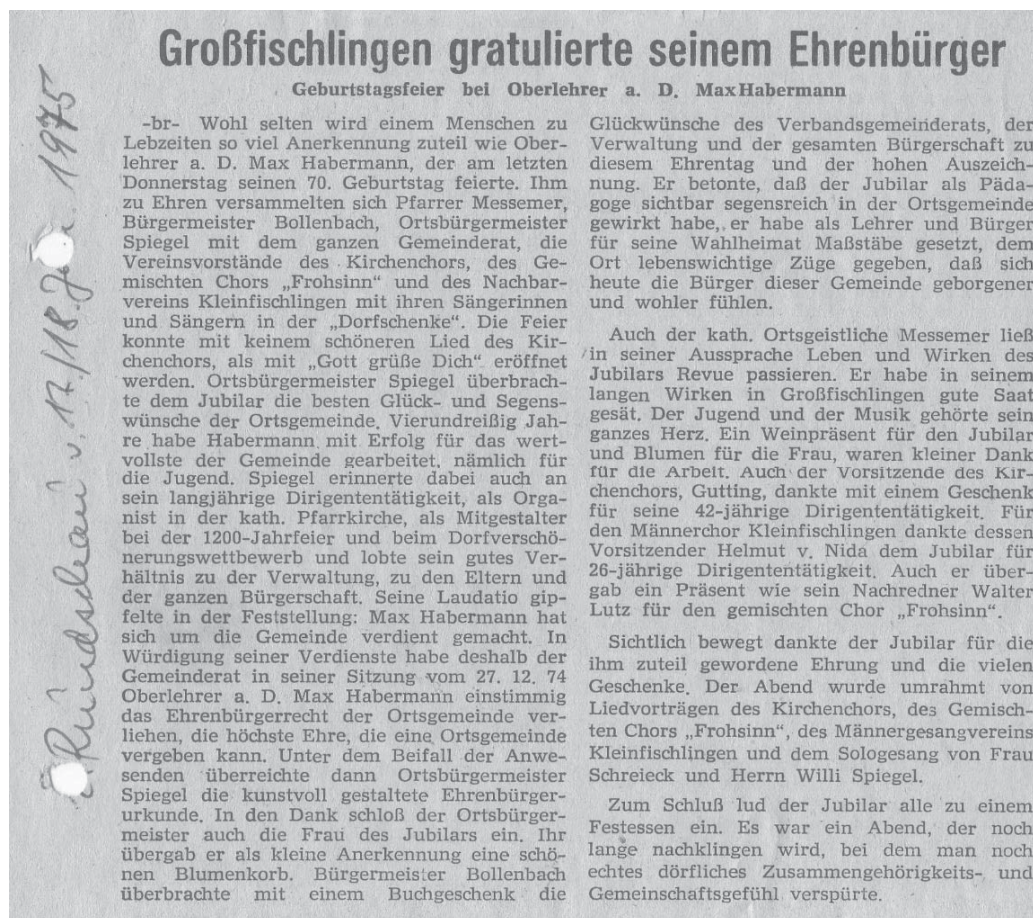 Großfischlingen gratulierte seinem Ehrenbürger
Geburtstagsfeier bei Oberlehrer a. D. Max Habermann
-br- Wohl selten wird einem Menschen zu
Lebzeiten so viel Anerkennung zuteil wie Ober-
lehrer a. D. Max Habermann, der am letzten
Donnerstag seinen 70. Geburtstag feierte. Ihm
zu Ehren versammelten sich Pfarrer Messemer,
Bürgermeister Bollenbach, Ortsbürgermeister
Spiegel mit dem ganzen Gemeinderat, die
Vereinsvorstände des Kirchenchors, des Ge-
mischten Chors „Frohsinn“ und des Nachbar-
vereins Kleinfischlingen mit ihren Sängerinnen
und Sängern in der „Dorfschenke“. Die Feier
konnte mit keinem schöneren Lied des Kir-
chenchors, als mit „Gott grüße Dich“ eröffnet
werden. Ortsbürgermeister Spiegel überbrach-
te dem Jubilar die besten Glück- und Segens-
wünsche der Ortsgemeinde. Vierunddreißig Jah-
re habe Habermann mit Erfolg für das wert-
vollste der Gemeinde gearbeitet, nämlich für
die Jugend. Spiegel erinnerte dabei auch an
sein langjährige Dirigententätigkeit, als Orga-
nist in der kath. Pfarrkirche, als Mitgestalter
bei der 1200-Jahrfeier und beim Dorfverschö-
nerungswettbewerb und lobte sein gutes Ver-
hältnis zu der Verwaltung, zu den Eltern und
der ganzen Bürgerschaft. Seine Laudatio gip-
felte in der Feststellung: Max Habermann hat
sich um die Gemeinde verdient gemacht. In
Würdigung seiner Verdienste habe deshalb der
Gemeinderat in seiner Sitzung vom 27. 12. 74
Oberlehrer a. D. Max Habermann einstimmig
das Ehrenbürgerrecht der Ortsgemeinde ver-
liehen, die höchste Ehre, die eine Ortsgemeinde
vergeben kann. Unter dem Beifall der Anwe-
senden überreichte dann Ortsbürgermeister
Spiegel die kunstvoll gestaltete Ehrenbürger-
urkunde. In den Dank schloß der Ortsbürger-
meister auch die Frau des Jubilars ein. Ihr
übergab er als kleine Anerkennung eine schö-
nen Blumenkorb. Bürgermeister Bollenbach
überbrachte mit einem Buchgeschenk die
Glückwünsche des Verbandsgemeinderats, der
Verwaltung und der gesamten Bürgerschaft zu
diesem Ehrentag und der hohen Auszeich-
nung. Er betonte, daß der Jubilar als Päda-
goge sichtbar segensreich in der Ortsgemeinde
gewirkt habe, er habe als Lehrer und Bürger
für seine Wahlheimat Maßstäbe gesetzt, dem
Ort lebenswichtige Züge gegeben, daß sich
heute die Bürger dieser Gemeinde geborgener
und wohler fühlen.
Auch der kath. Ortsgeistliche Messemer ließ
in seiner Aussprache Leben und Wirken des
Jubilars Revue passieren. Er habe in seinem
langen Wirken in Großfischlingen gute Saat
gesät. Der Jugend und der Musik gehörte sein
ganzes Herz. Ein Weinpräsent für den Jubilar
und Blumen für die Frau, waren kleiner Dank
für die Arbeit. Auch der Vorsitzende des Kir-
chenchors, Gutting, dankte mit einem Geschenk
für seine 42-jährige Dirigententätigkeit. Für
den Männerchor Kleinfischlingen dankte dessen
Vorsitzender Helmut v. Nida dem Jubilar für
26-jährige Dirigententätigkeit. Auch er über-
gab ein Präsent wie sein Nachredner Walter
Lutz für den gemischten Chor „Frohsinn“.
Sichtlich bewegt dankte der Jubilar für die
ihm zuteil gewordene Ehrung und die vielen
Geschenke. Der Abend wurde umrahmt von
Liedvorträgen des Kirchenchors, des Gemisch-
ten Chors „Frohsinn“, des Männergesangvereins
Kleinfischlingen und dem Sologesang von Frau
Schreieck und Herrn Willi Spiegel.
Zum Schluß lud der Jubilar alle zu einem
Festessen ein. Es war ein Abend, der noch
lange nachklingen wird, bei dem man noch
echtes dörfliches Zusammengehörigkeits- und
Gemeinschaftsgefühl verspürte.
Rundschau v. 17./18. 1975